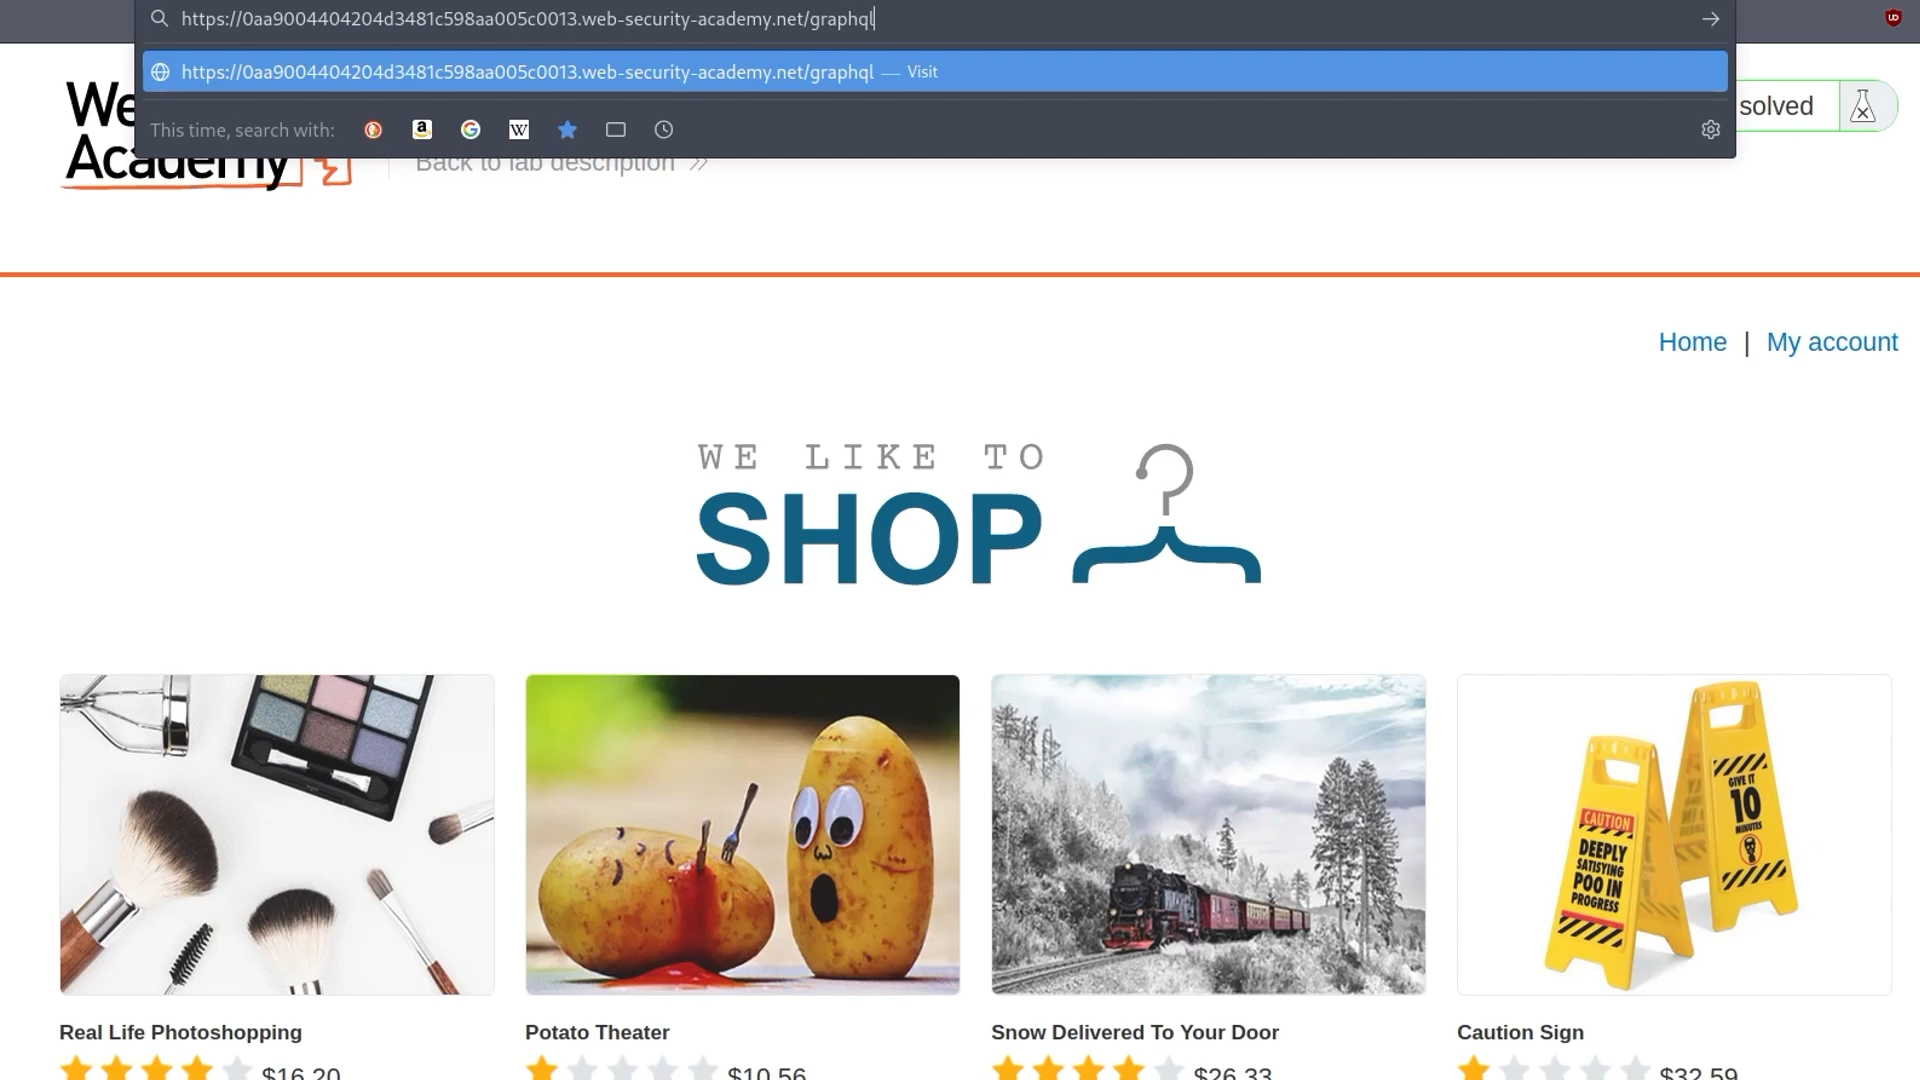 https://0aa9004404204d3481c598aa005c0013.web-security-academy.net/graphql
https://0aa9004404204d3481c598aa005c0013.web-security-academy.net/graphql — Visit
This time, search with:
We
Academy
Back to lab description
solved
Home | My account
WE LIKE TO
SHOP
GIVE IT
10
MINUTES
CAUTION
DEEPLY
SATISFYING
POO IN
PROGRESS
Real Life Photoshopping
Potato Theater
Snow Delivered To Your Door
Caution Sign
$16.20
$10.56
$26.33
$32.59